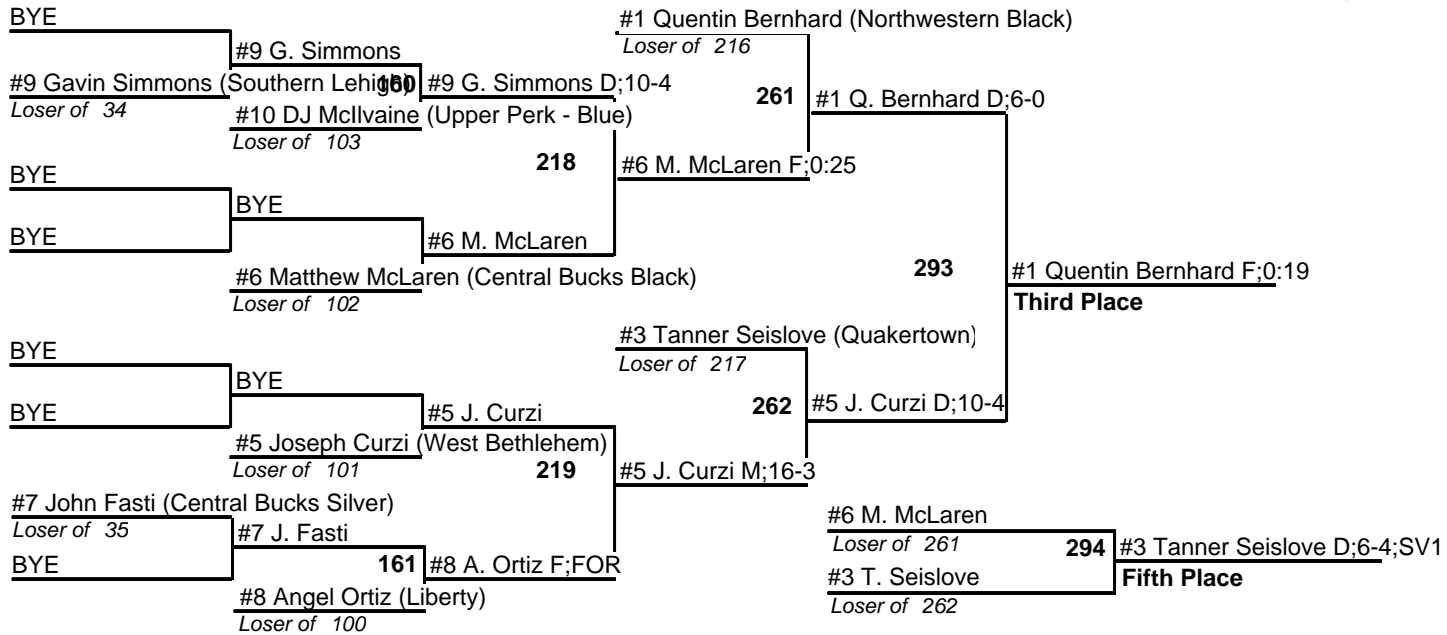 BYE
#1 Quentin Bernhard (Northwestern Black)
Loser of 216
#9 G. Simmons
#9 Gavin Simmons (Southern Lehigh)
160
#9 G. Simmons D;10-4
Loser of 34
261
#1 Q. Bernhard D;6-0
#10 DJ McIlvaine (Upper Perk - Blue)
Loser of 103
218
#6 M. McLaren F;0:25
BYE
BYE
BYE
#6 M. McLaren
#6 Matthew McLaren (Central Bucks Black)
Loser of 102
293
#1 Quentin Bernhard F;0:19
Third Place
#3 Tanner Seislove (Quakertown)
Loser of 217
BYE
BYE
BYE
#5 J. Curzi
262
#5 J. Curzi D;10-4
#5 Joseph Curzi (West Bethlehem)
Loser of 101
219
#5 J. Curzi M;16-3
#7 John Fasti (Central Bucks Silver)
Loser of 35
#7 J. Fasti
BYE
161
#8 A. Ortiz F;FOR
#8 Angel Ortiz (Liberty)
Loser of 100
#6 M. McLaren
Loser of 261
294
#3 Tanner Seislove D;6-4;SV1
#3 T. Seislove
Fifth Place
Loser of 262